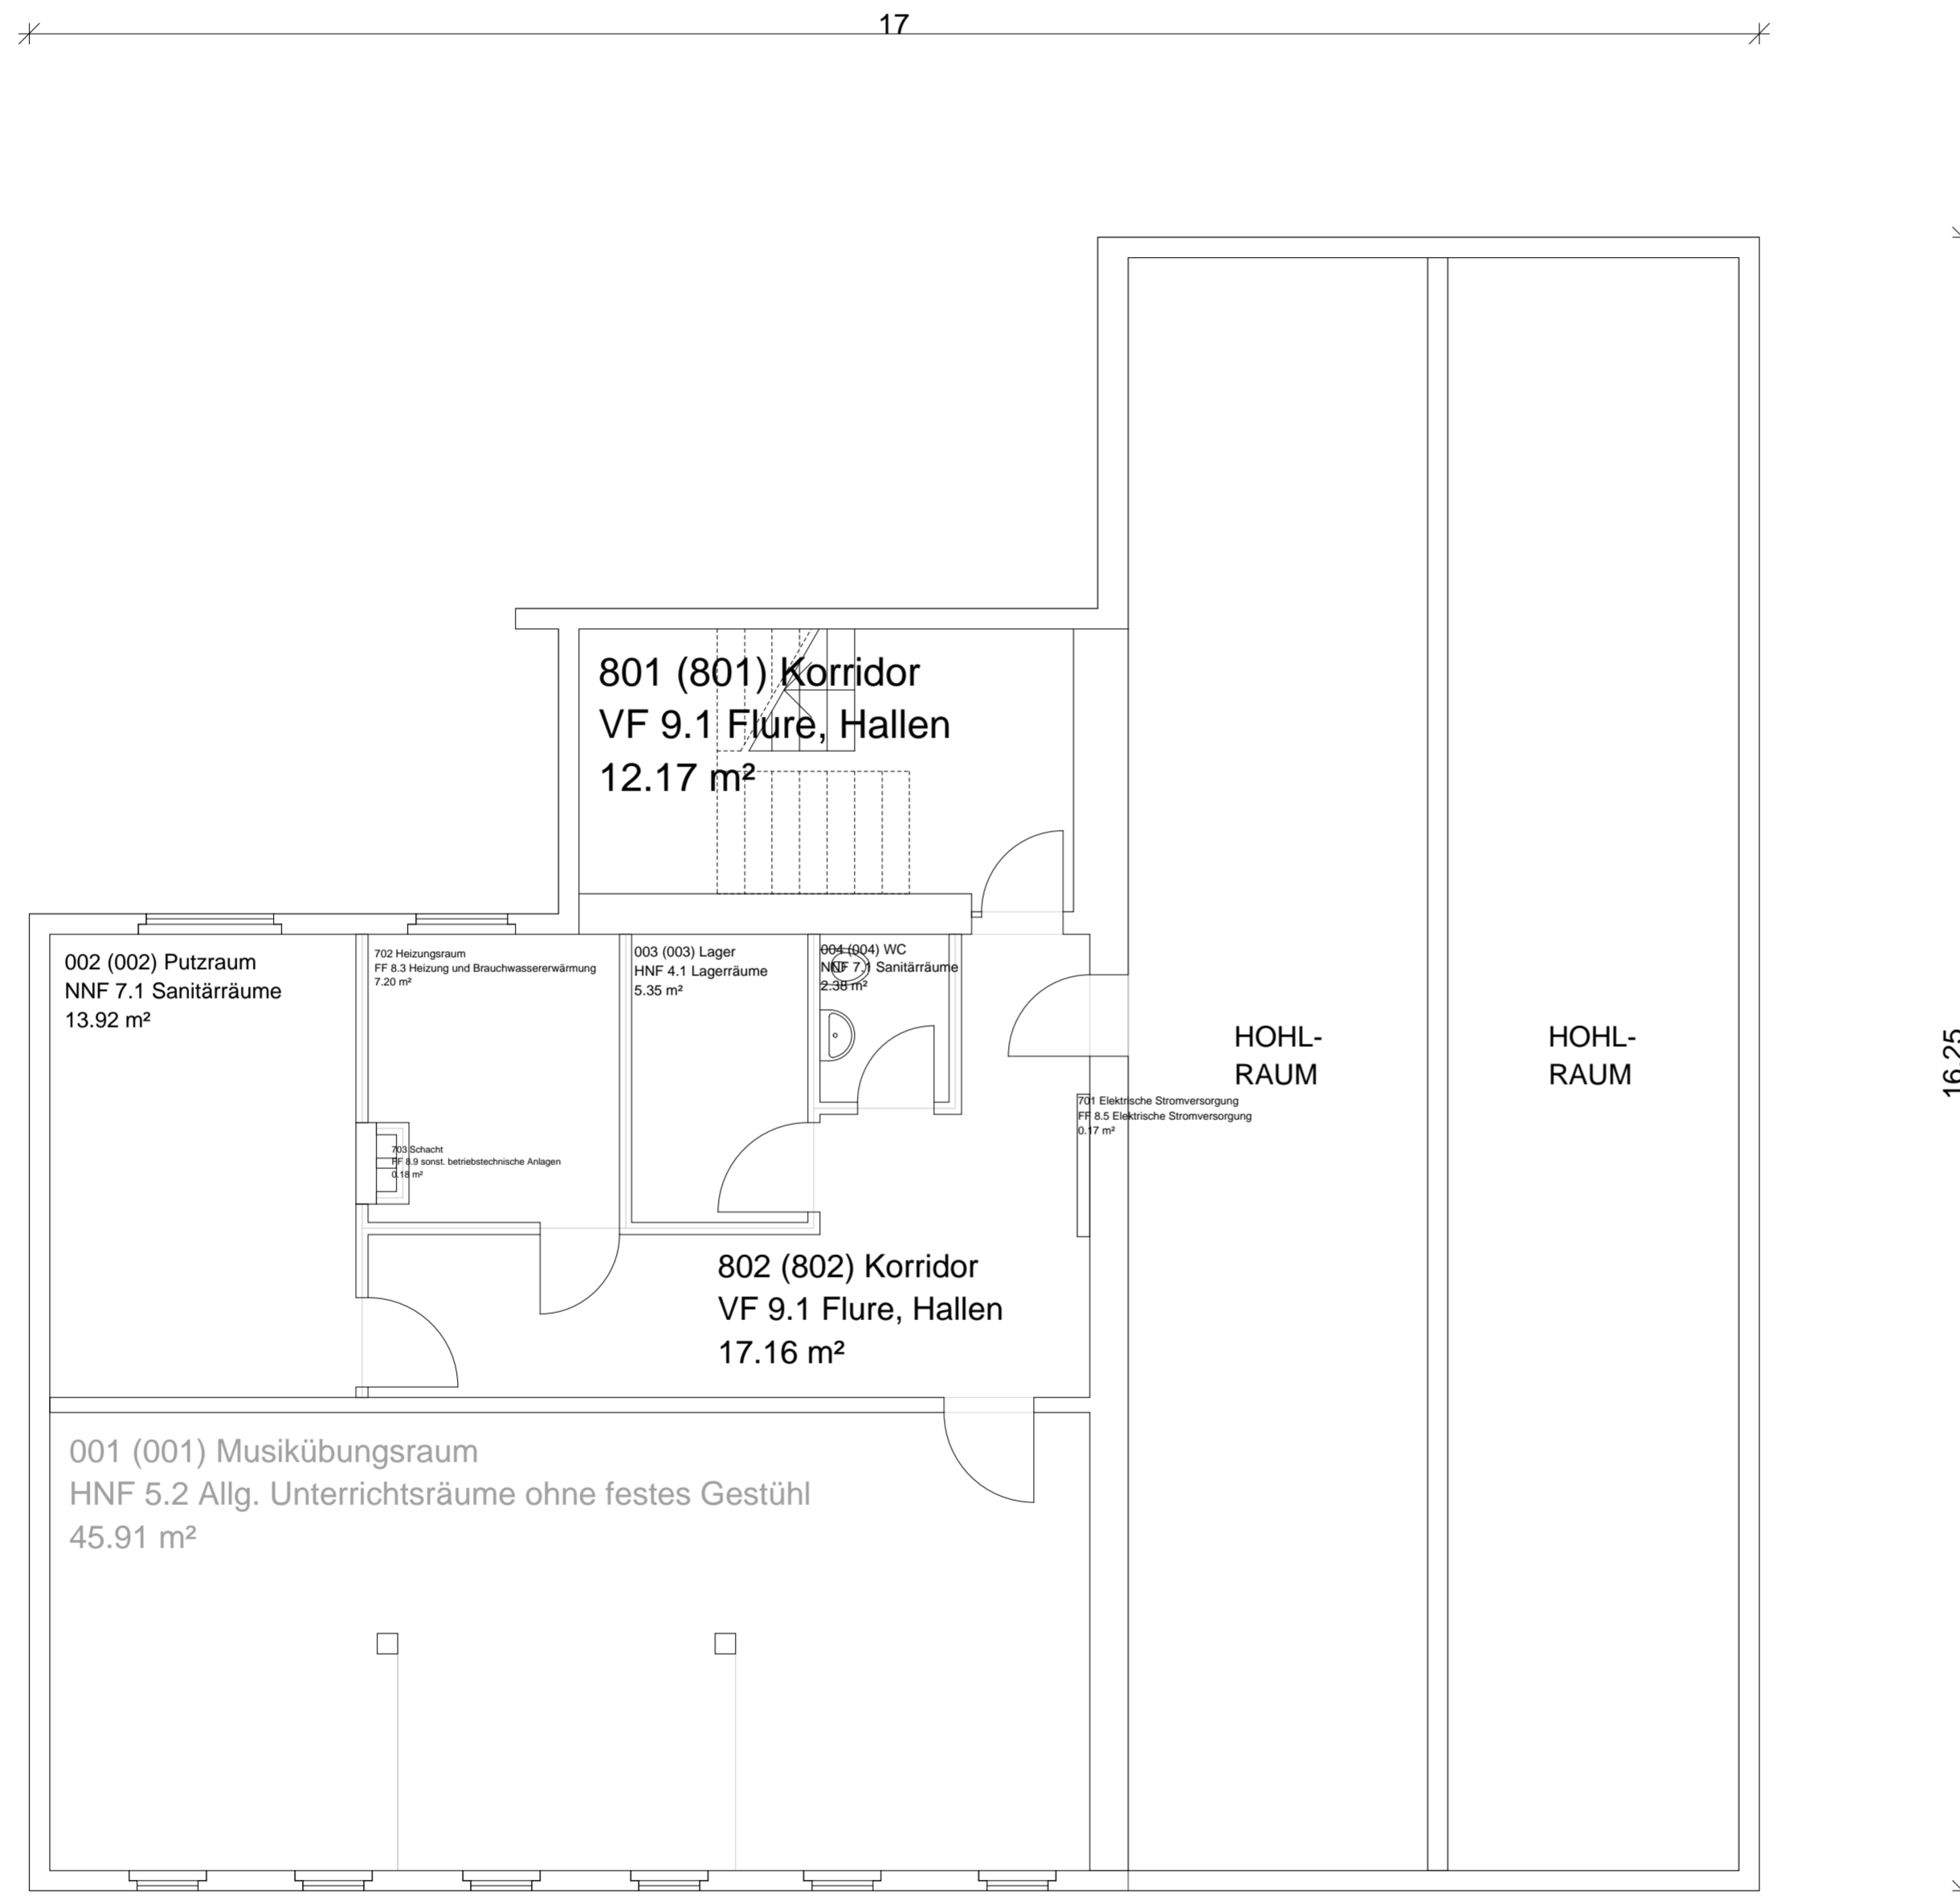 17
801 (801) Korridor
VF 9.1 Flure, Hallen
12.17 m²
002 (002) Putzraum
NNF 7.1 Sanitärräume
13.92 m²
702 Heizungsraum
FF 8.3 Heizung und Brauchwassererwärmung
7.20 m²
003 (003) Lager
HNF 4.1 Lagerräume
5.35 m²
004 (004) WC
NNF 7.1 Sanitärräume
2.38 m²
HOHL-
RAUM
HOHL-
RAUM
16.25
701 Elektrische Stromversorgung
FF 8.5 Elektrische Stromversorgung
0.17 m²
703 Schacht
FF 8.9 sonst. betriebstechnische Anlagen
0.18 m²
802 (802) Korridor
VF 9.1 Flure, Hallen
17.16 m²
001 (001) Musikübungsraum
HNF 5.2 Allg. Unterrichtsräume ohne festes Gestühl
45.91 m²